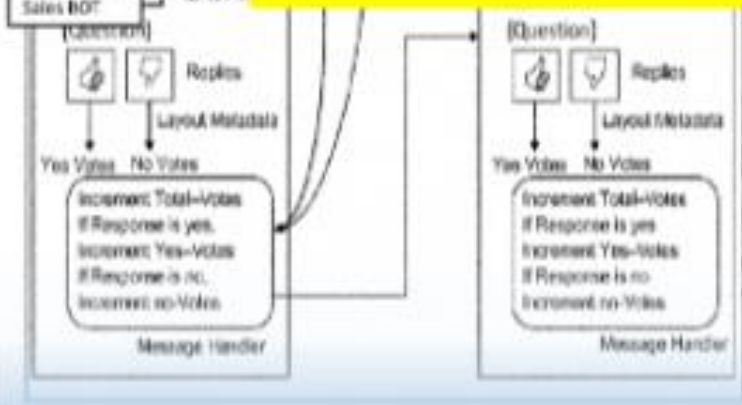 Sales BOT
[Question]
Replies
Layout Metadata
Yes Votes No Votes
Increment Total-Votes
If Response is yes,
Increment Yes-Votes
If Response is no,
Increment no-Votes
Message Handler
[Question]
Replies
Layout Metadata
Yes Votes No Votes
Increment Total-Votes
If Response is yes
Increment Yes-Votes
If Response is no
Increment no-Votes
Message Handler